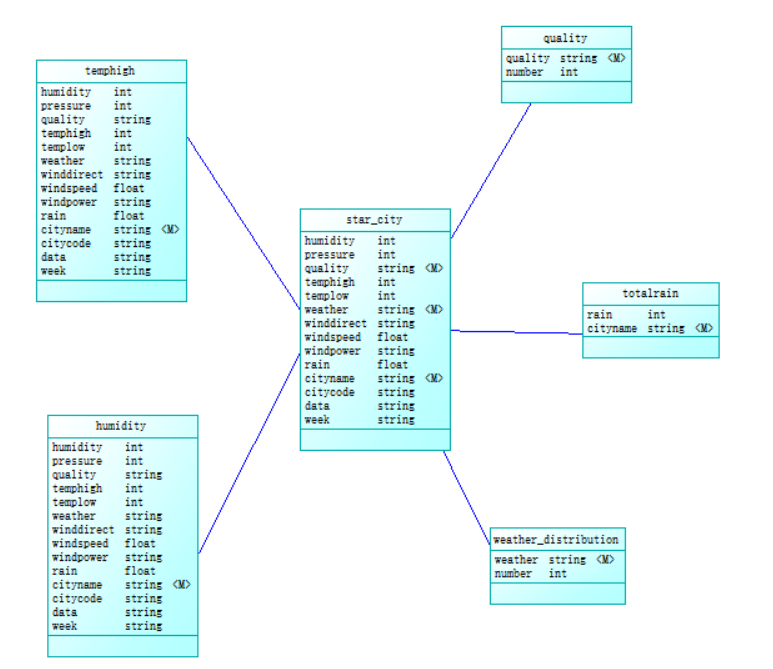 temphigh
humidity int
pressure int
quality string
temphigh int
templow int
weather string
winddirect string
windspeed float
windpower string
rain float
cityname string <M>
citycode string
data string
week string
quality
quality string <M>
number int
star_city
humidity int
pressure int
quality string <M>
temphigh int
templow int
weather string <M>
winddirect string
windspeed float
windpower string
rain float
cityname string <M>
citycode string
data string
week string
totalrain
rain int
cityname string <M>
humidity
humidity int
pressure int
quality string
temphigh int
templow int
weather string
winddirect string
windspeed float
windpower string
rain float
cityname string <M>
citycode string
data string
week string
weather_distribution
weather string <M>
number int